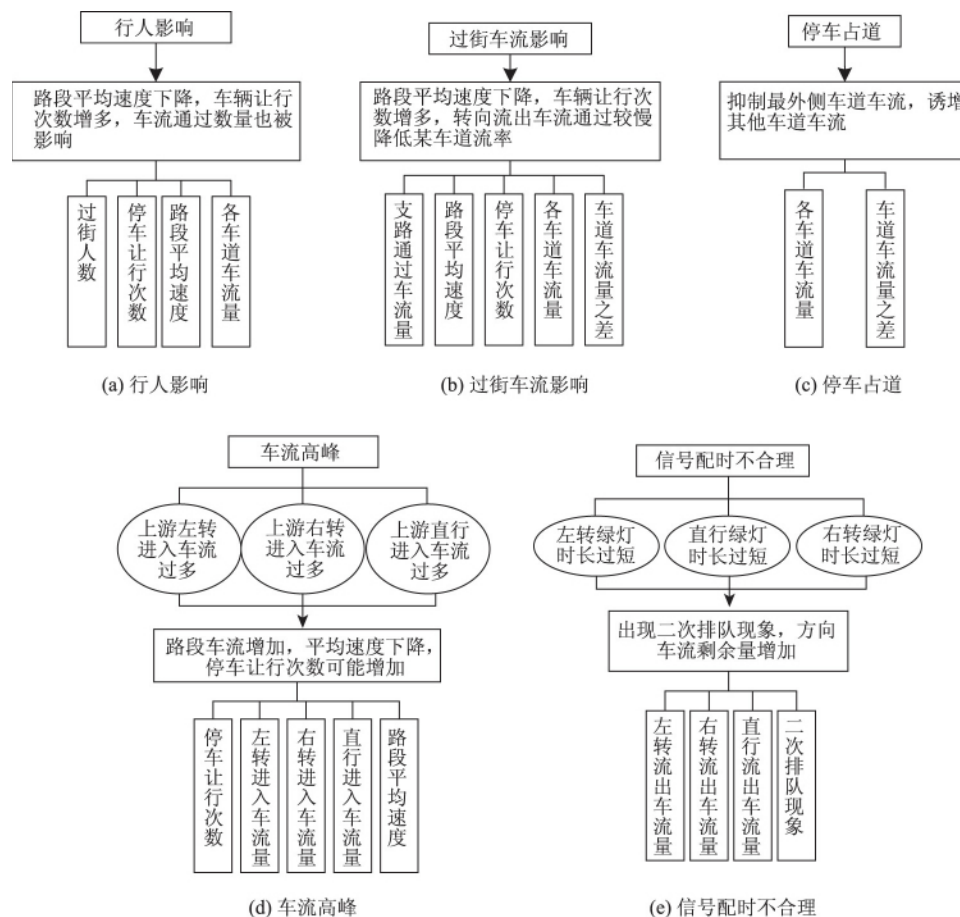 行人影响
路段平均速度下降，车辆让行
次数增多，车流通过数量也被
影响
过街人数
停车让行次数
路段平均速度
各车道车流量
(a) 行人影响
过街车流影响
路段平均速度下降，车辆让行
次数增多，转向流出车流通过较慢
降低某车道流率
支路通过车流量
路段平均速度
停车让行次数
各车道车流量
车道车流量之差
(b) 过街车流影响
停车占道
抑制最外侧车道车流，诱增
其他车道车流
各车道车流量
车道车流量之差
(c) 停车占道
车流高峰
上游左转
进入车流
过多
上游右转
进入车流
过多
上游直行
进入车流
过多
路段车流增加，平均速度下降，
停车让行次数可能增加
停车让行次数
左转进入车流量
右转进入车流量
直行进入车流量
路段平均速度
(d) 车流高峰
信号配时不合理
左转绿灯
时长过短
直行绿灯
时长过短
右转绿灯
时长过短
出现二次排队现象，方向
车流剩余量增加
左转流出车流量
右转流出车流量
直行流出车流量
二次排队现象
(e) 信号配时不合理